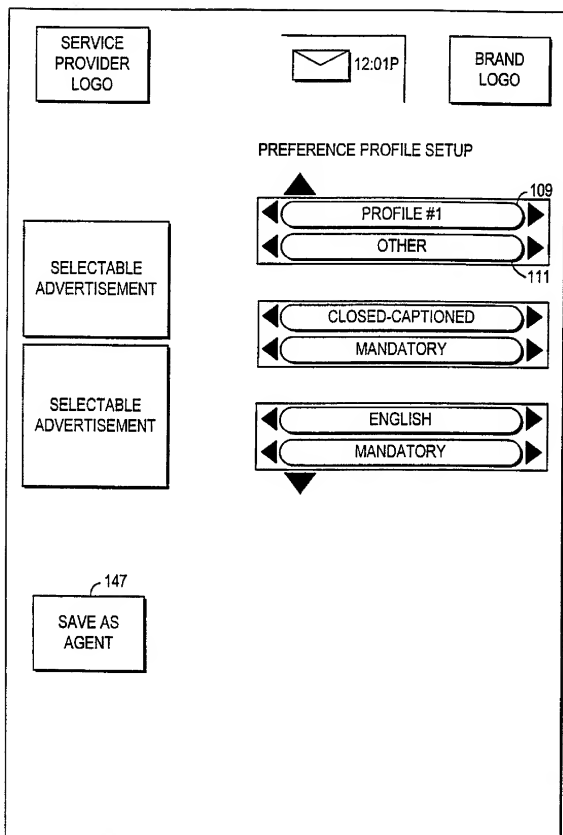 SERVICE
PROVIDER
LOGO
12:01P
BRAND
LOGO
PREFERENCE PROFILE SETUP
109
PROFILE #1
OTHER
111
SELECTABLE
ADVERTISEMENT
CLOSED-CAPTIONED
MANDATORY
SELECTABLE
ADVERTISEMENT
ENGLISH
MANDATORY
147
SAVE AS
AGENT